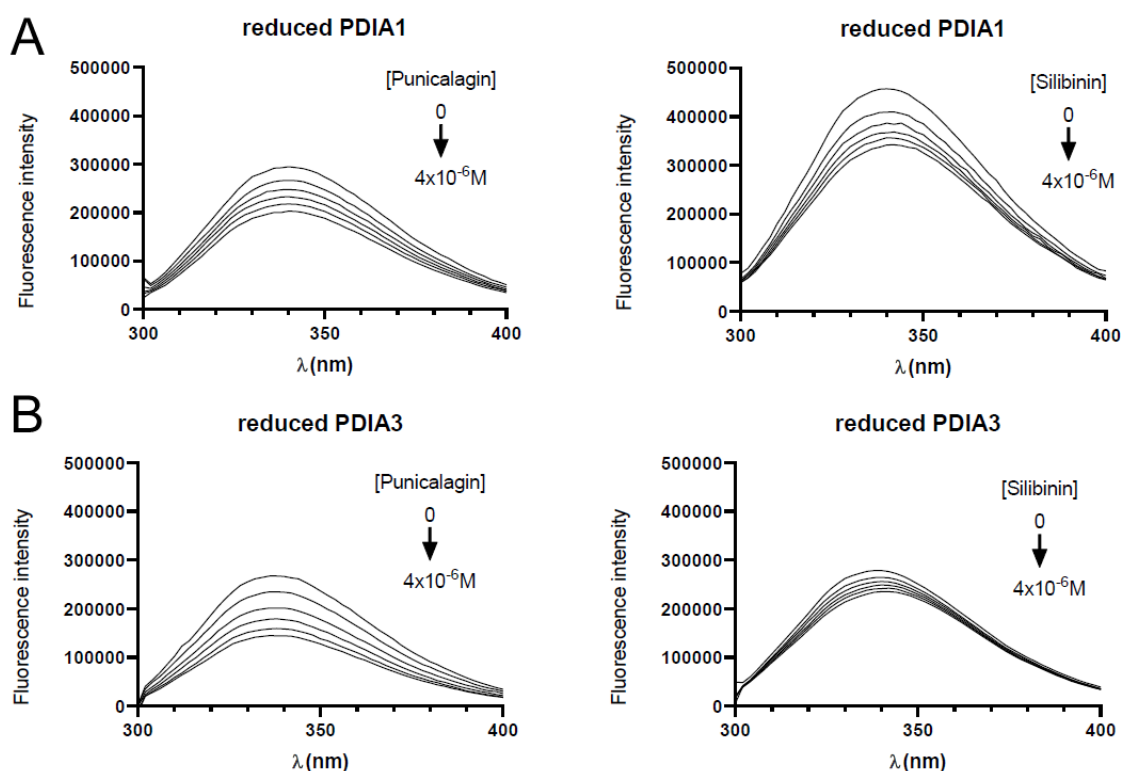 A
reduced PDIA1
500000
400000
300000
200000
100000
0
Fluorescence intensity
[Punicalagin]
0
4x10⁻⁶M
300
350
400
λ(nm)
reduced PDIA1
500000
400000
300000
200000
100000
0
Fluorescence intensity
[Silibinin]
0
4x10⁻⁶M
300
350
400
λ(nm)
B
reduced PDIA3
500000
400000
300000
200000
100000
0
Fluorescence intensity
[Punicalagin]
0
4x10⁻⁶M
300
350
400
λ(nm)
reduced PDIA3
500000
400000
300000
200000
100000
0
Fluorescence intensity
[Silibinin]
0
4x10⁻⁶M
300
350
400
λ(nm)